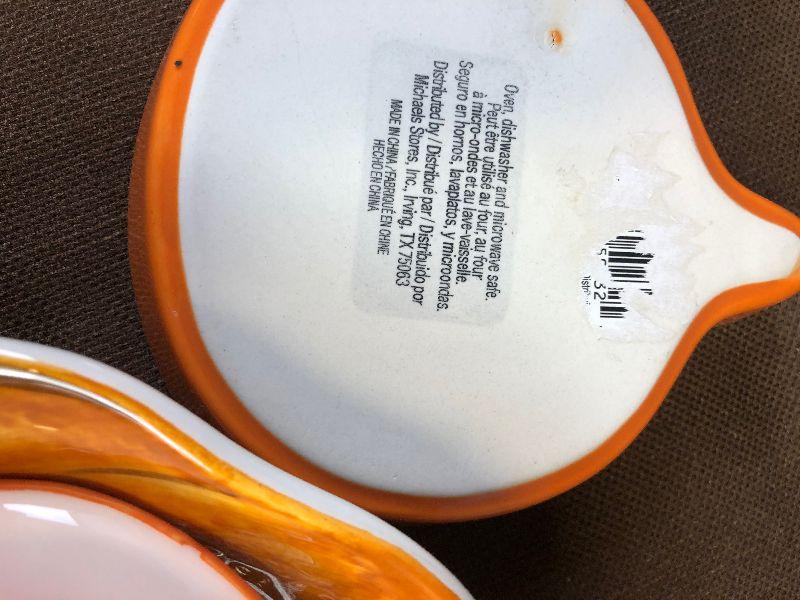 Oven, dishwasher and microwave safe.
Peut être utilisé au four, au four
à micro-ondes et au lave-vaisselle.
Seguro en hornos, lavaplatos, y microondas.
Distributed by / Distribué par / Distribuido por
Michaels Stores, Inc., Irving, TX 75063
MADE IN CHINA / FABRIQUÉ EN CHINE
HECHO EN CHINA
32